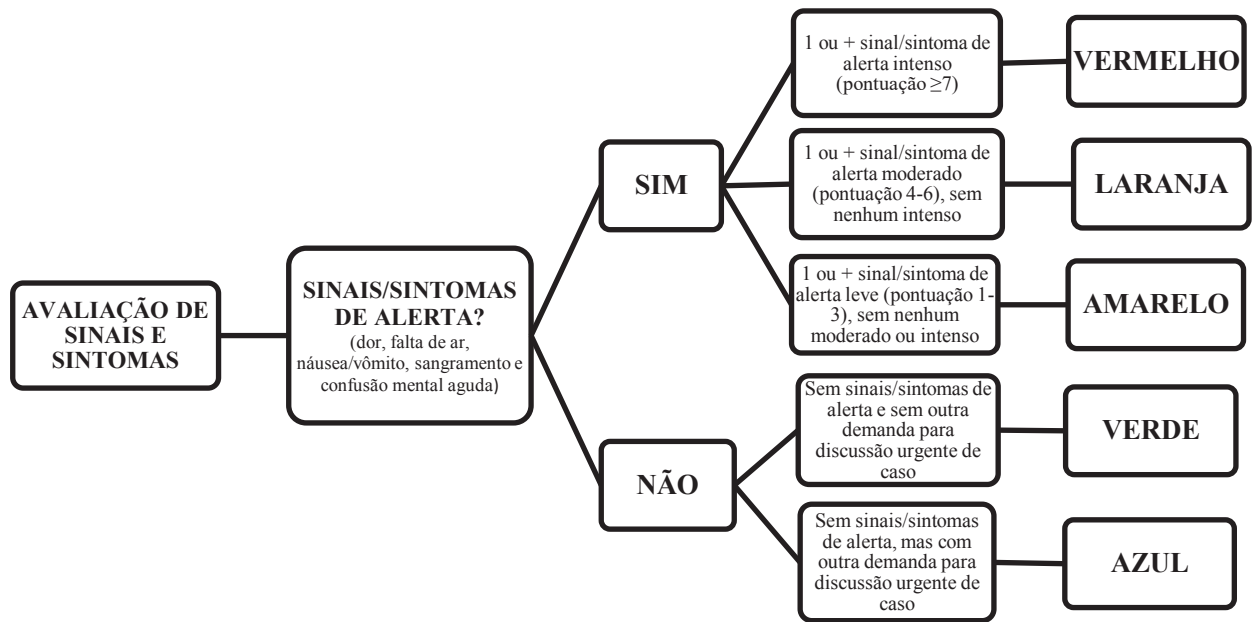 AVALIAÇÃO DE
SINAIS E
SINTOMAS
SINAIS/SINTOMAS
DE ALERTA?
(dor, falta de ar,
náusea/vômito, sangramento e
confusão mental aguda)
SIM
1 ou + sinal/sintoma de
alerta intenso
(pontuação ≥7)
VERMELHO
1 ou + sinal/sintoma de
alerta moderado
(pontuação 4-6), sem
nenhum intenso
LARANJA
1 ou + sinal/sintoma de
alerta leve (pontuação 1-
3), sem nenhum
moderado ou intenso
AMARELO
NÃO
Sem sinais/sintomas de
alerta e sem outra
demanda para
discussão urgente de
caso
VERDE
Sem sinais/sintomas
de alerta, mas com
outra demanda para
discussão urgente de
caso
AZUL